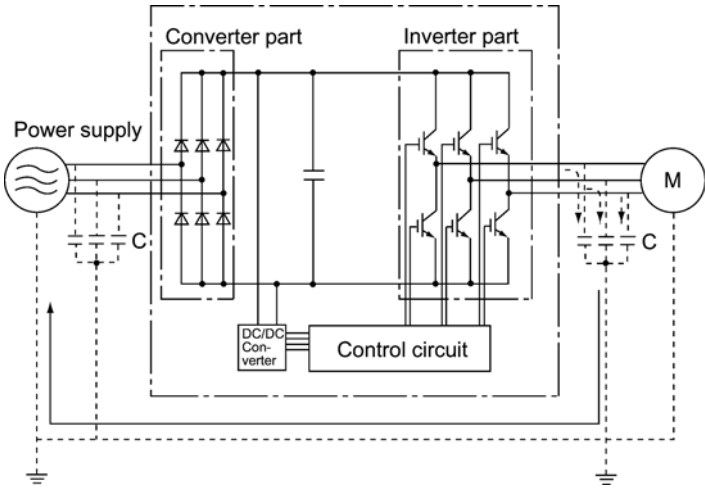 Converter part
Inverter part
Power supply
M
C
C
DC/DC
Con-
verter
Control circuit